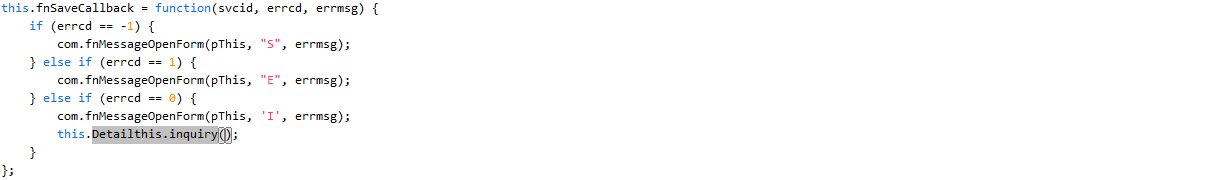 this.fnSaveCallback = function(svcid, errcd, errmsg) {
    if (errcd == -1) {
        com.fnMessageOpenForm(pThis, "S", errmsg);
    } else if (errcd == 1) {
        com.fnMessageOpenForm(pThis, "E", errmsg);
    } else if (errcd == 0) {
        com.fnMessageOpenForm(pThis, 'I', errmsg);
        this.Detailthis.inquiry();
    }
};